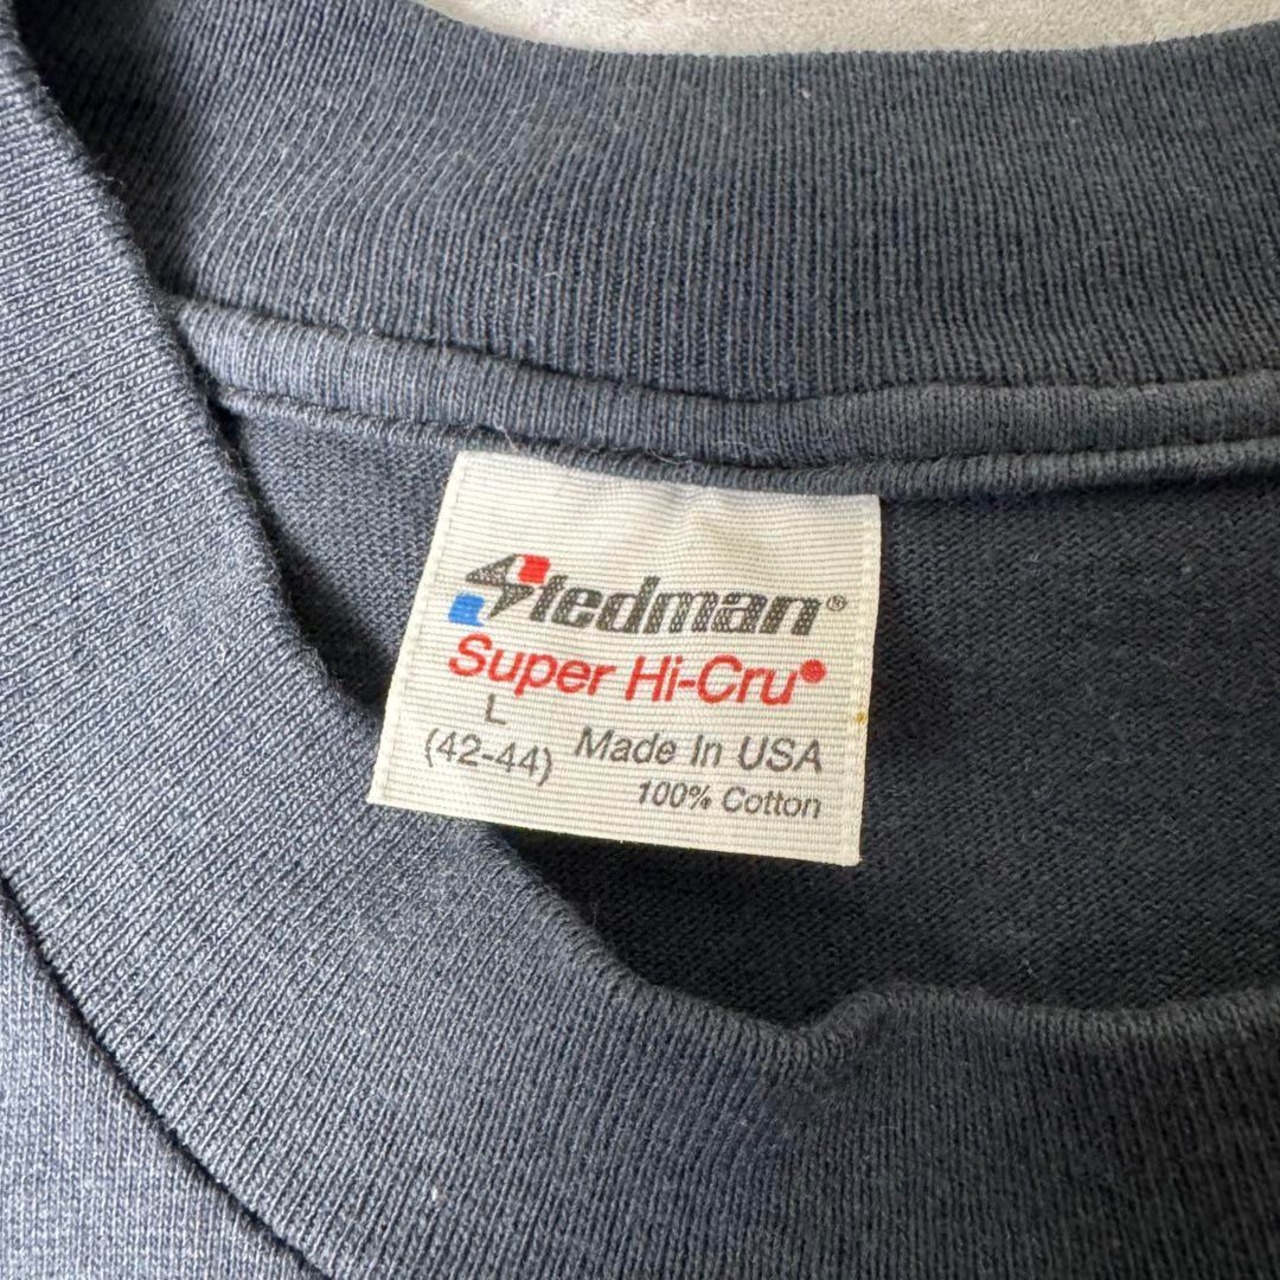 Stedman®
Super Hi-Cru®
L
(42-44) Made In USA
100% Cotton